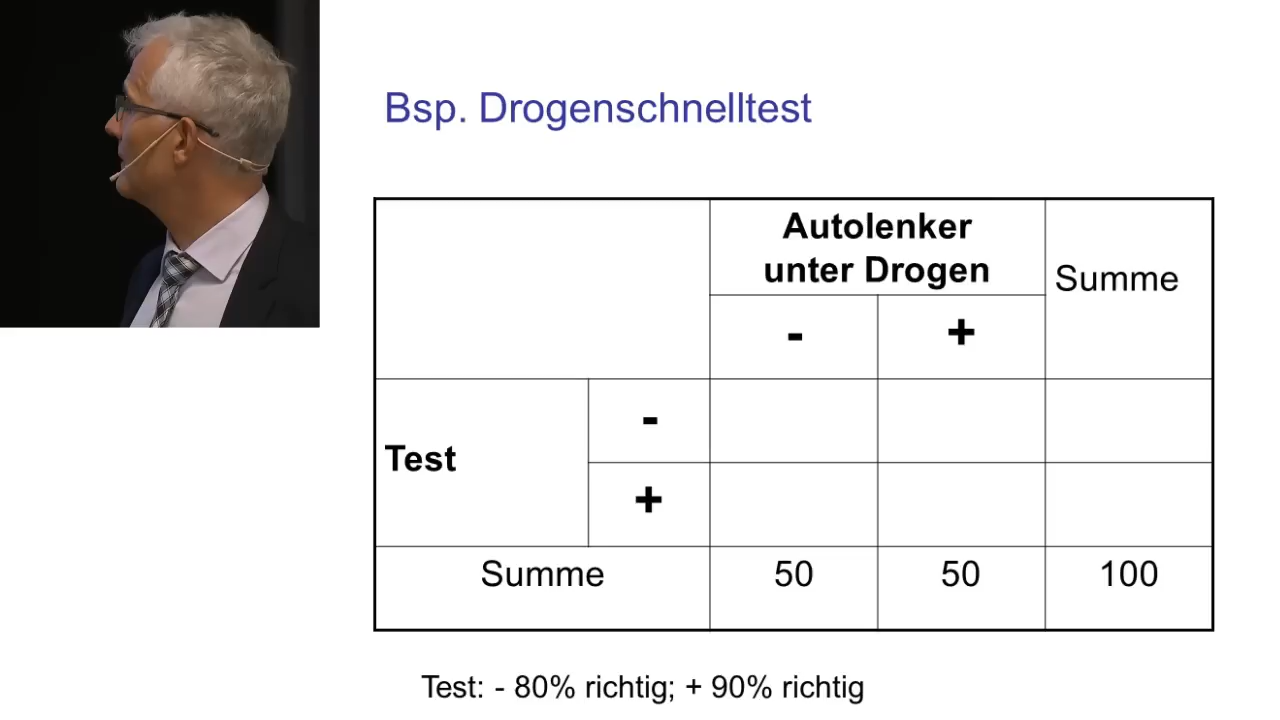 Bsp. Drogenschnelltest
Autolenker
unter Drogen
Summe
- +
Test
-
+
Summe 50 50 100
Test: - 80% richtig; + 90% richtig